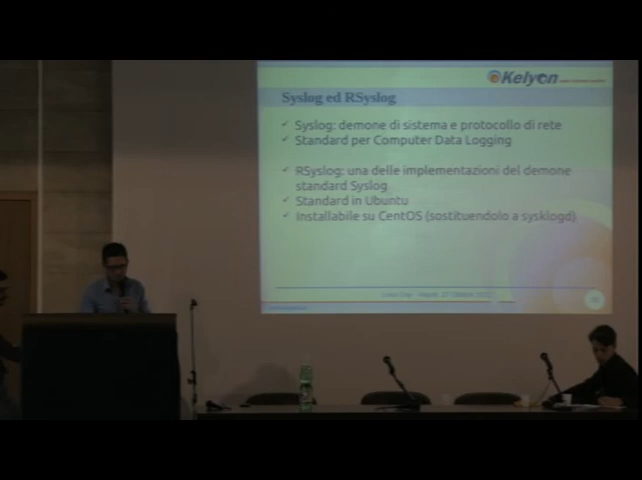 Kelyon
Syslog ed RSyslog
Syslog: demone di sistema e protocollo di rete
Standard per Computer Data Logging
RSyslog: una delle implementazioni del demone
standard Syslog
Standard in Ubuntu
Installabile su CentOS (sostituendolo a sysklogd)